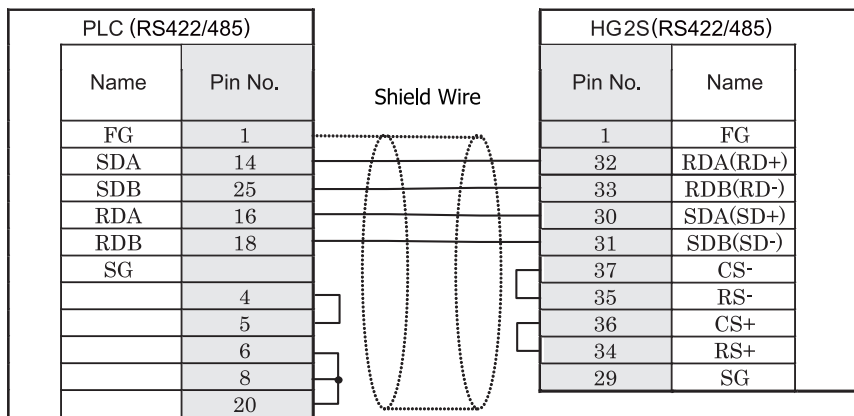 PLC (RS422/485)
HG2S(RS422/485)
Name Pin No. Shield Wire Pin No. Name
FG 1 1 FG
SDA 14 32 RDA(RD+)
SDB 25 33 RDB(RD-)
RDA 16 30 SDA(SD+)
RDB 18 31 SDB(SD-)
SG 37 CS-
4 35 RS-
5 36 CS+
6 34 RS+
8 29 SG
20